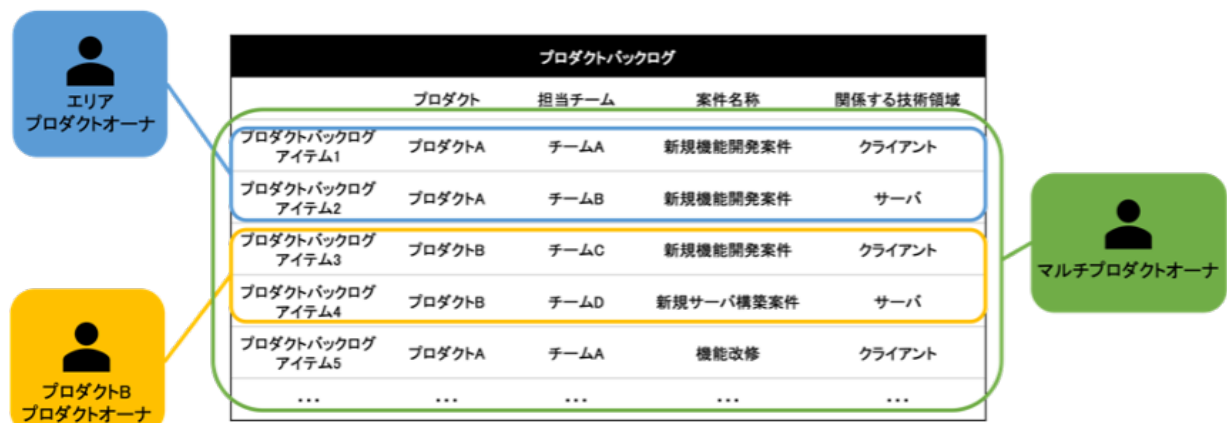 エリア
プロダクトオーナ
プロダクトバックログ
プロダクト 担当チーム 案件名称 関係する技術領域
プロダクトバックログ
アイテム1
プロダクトA チームA 新規機能開発案件 クライアント
プロダクトバックログ
アイテム2
プロダクトA チームB 新規機能開発案件 サーバ
プロダクトバックログ
アイテム3
プロダクトB チームC 新規機能開発案件 クライアント
プロダクトバックログ
アイテム4
プロダクトB チームD 新規サーバ構築案件 サーバ
プロダクトバックログ
アイテム5
プロダクトA チームA 機能改修 クライアント
… … … … …
プロダクトB
プロダクトオーナ
マルチプロダクトオーナ